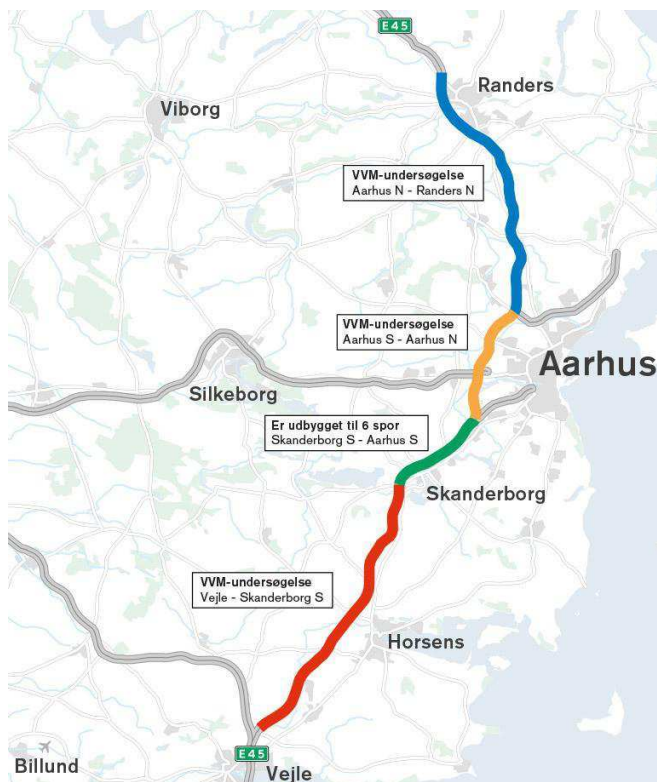 E45
Randers
Viborg
VVM-undersøgelse
Aarhus N - Randers N
VVM-undersøgelse
Aarhus S - Aarhus N
Aarhus
Silkeborg
Er udbygget til 6 spor
Skanderborg S - Aarhus S
Skanderborg
VVM-undersøgelse
Vejle - Skanderborg S
Horsens
E45
Billund
Vejle